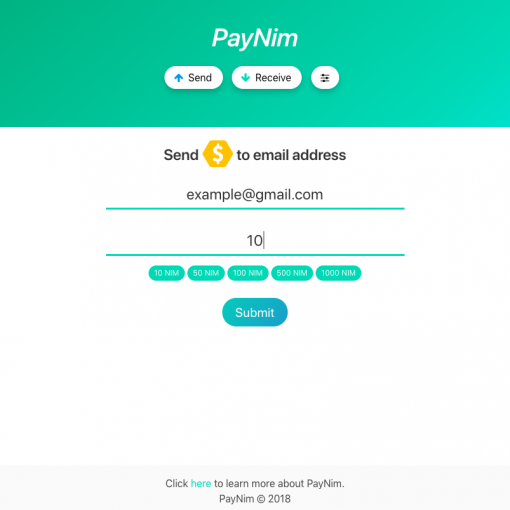 PayNim
Send Receive
Send $ to email address
example@gmail.com
10
10 NIM 50 NIM 100 NIM 500 NIM 1000 NIM
Submit
Click here to learn more about PayNim.
PayNim © 2018